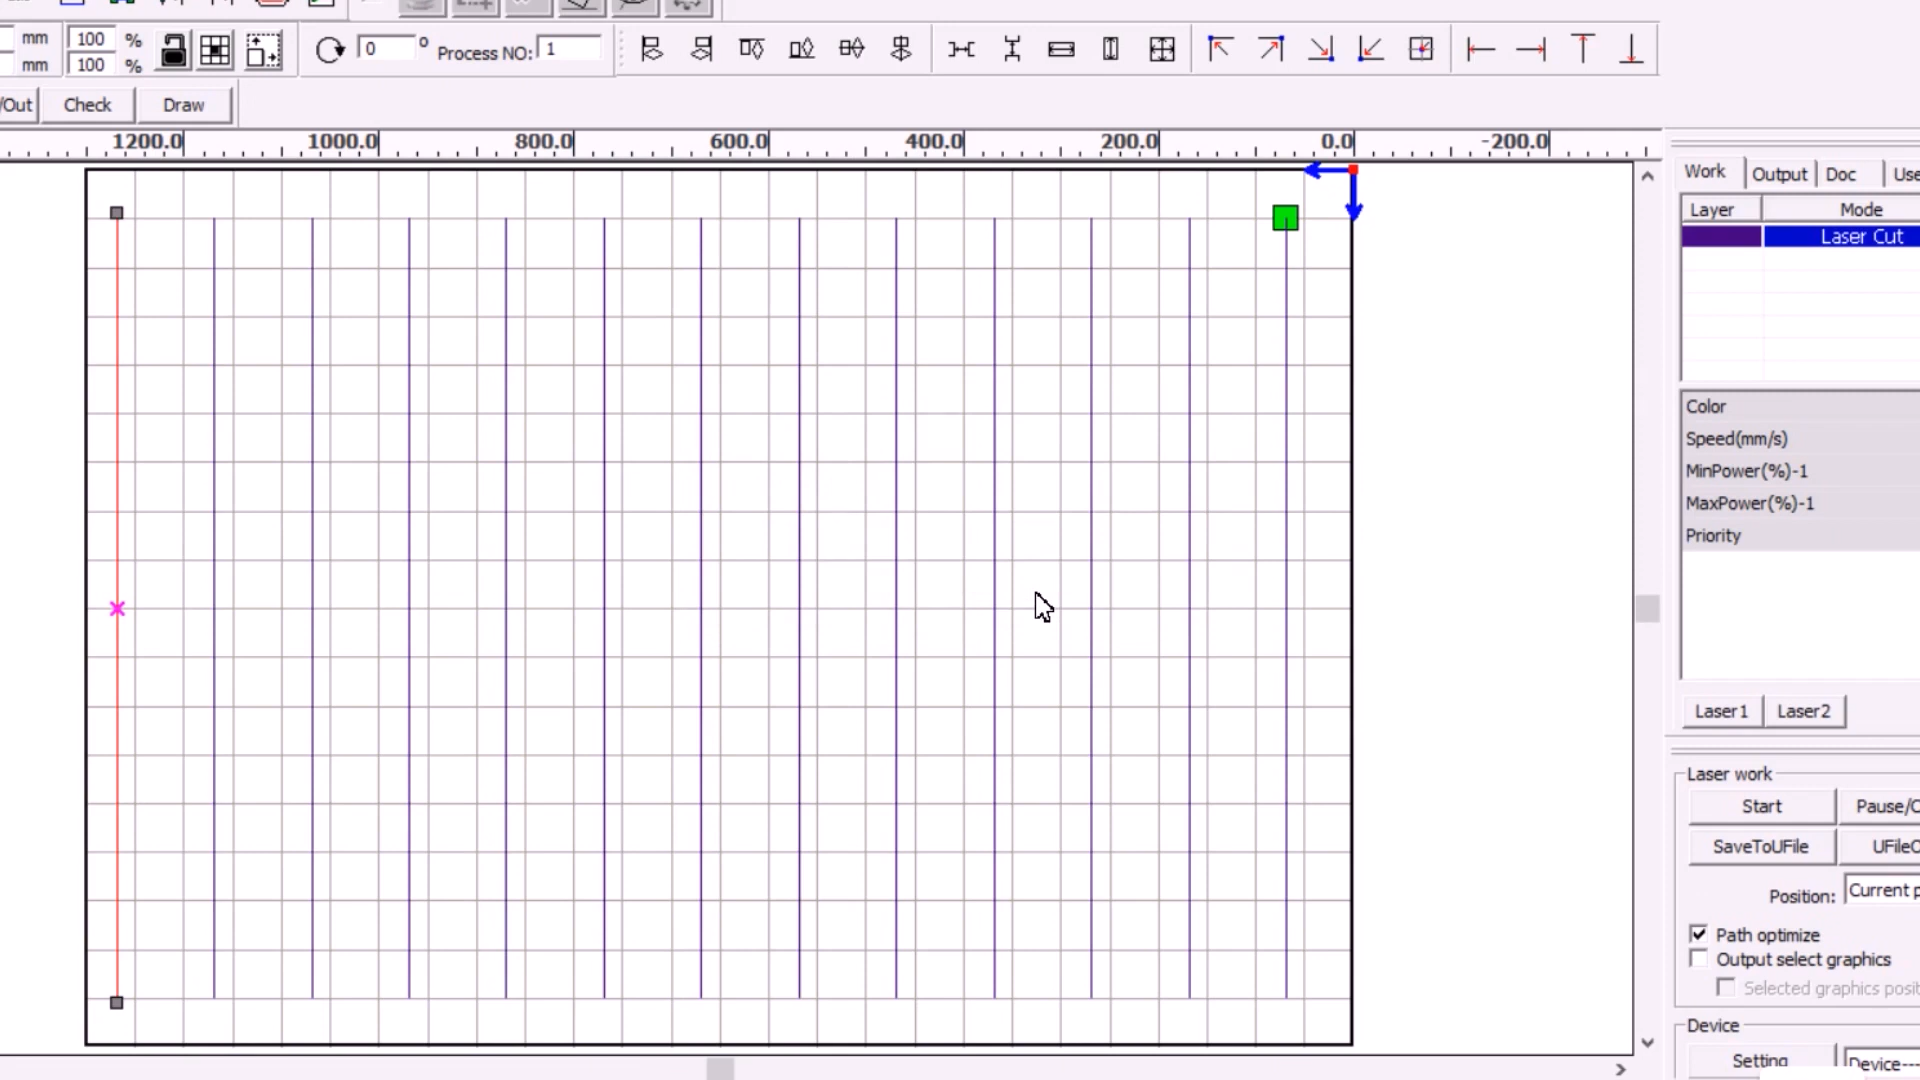 mm 100 %
mm 100 %
0 °
Process NO: 1
/Out
Check
Draw
1200.0 1000.0 800.0 600.0 400.0 200.0 0.0 -200.0
Work Output Doc Use
Layer Mode
Laser Cut
Color
Speed(mm/s)
MinPower(%)-1
MaxPower(%)-1
Priority
Laser1 Laser2
Laser work
Start Pause/C
SaveToUFile UFileO
Position: Current p
Path optimize
Output select graphics
Selected graphics posit
Device
Setting Device---